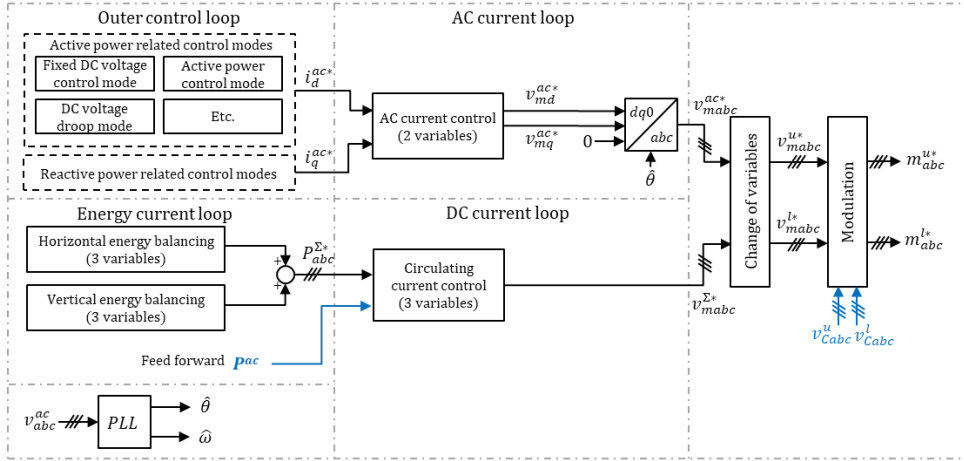 Outer control loop
Active power related control modes
Fixed DC voltage
control mode
Active power
control mode
DC voltage
droop mode
Etc.
Reactive power related control modes
i_d^{ac*}
i_q^{ac*}
AC current loop
AC current control
(2 variables)
v_{md}^{ac*}
v_{mq}^{ac*}
0
dq0
abc
θ̂
v_{mabc}^{ac*}
Change of variables
v_{mabc}^{u*}
v_{mabc}^{l*}
Modulation
m_{abc}^{u*}
m_{abc}^{l*}
v_{Cabc}^{u}
v_{Cabc}^{l}
Energy current loop
Horizontal energy balancing
(3 variables)
Vertical energy balancing
(3 variables)
+
+
P_{abc}^{Σ*}
Feed forward P^{ac}
DC current loop
Circulating
current control
(3 variables)
v_{mabc}^{Σ*}
v_{abc}^{ac}
PLL
θ̂
ω̂